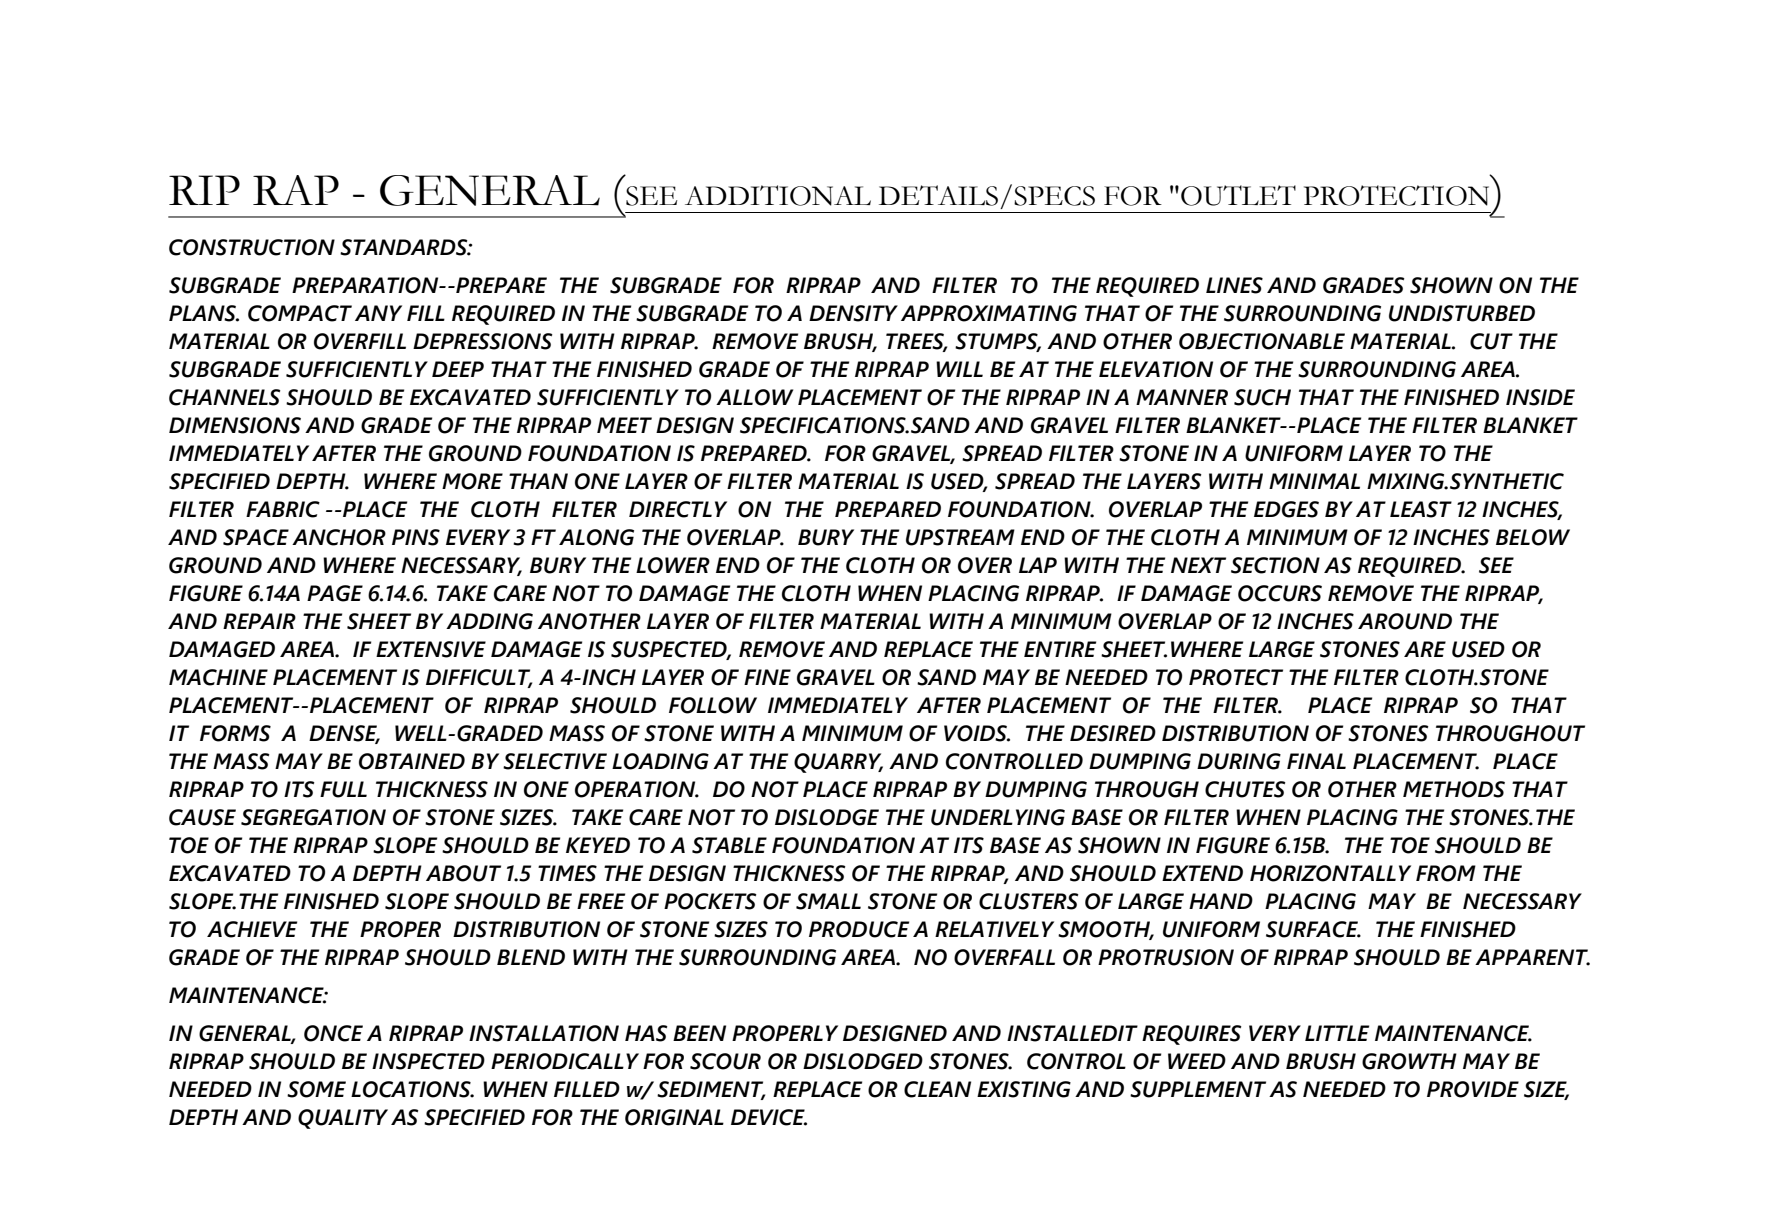 RIP RAP - GENERAL (SEE ADDITIONAL DETAILS/SPECS FOR "OUTLET PROTECTION)
CONSTRUCTION STANDARDS:
SUBGRADE PREPARATION--PREPARE THE SUBGRADE FOR RIPRAP AND FILTER TO THE REQUIRED LINES AND GRADES SHOWN ON THE
PLANS. COMPACT ANY FILL REQUIRED IN THE SUBGRADE TO A DENSITY APPROXIMATING THAT OF THE SURROUNDING UNDISTURBED
MATERIAL OR OVERFILL DEPRESSIONS WITH RIPRAP. REMOVE BRUSH, TREES, STUMPS, AND OTHER OBJECTIONABLE MATERIAL. CUT THE
SUBGRADE SUFFICIENTLY DEEP THAT THE FINISHED GRADE OF THE RIPRAP WILL BE AT THE ELEVATION OF THE SURROUNDING AREA.
CHANNELS SHOULD BE EXCAVATED SUFFICIENTLY TO ALLOW PLACEMENT OF THE RIPRAP IN A MANNER SUCH THAT THE FINISHED INSIDE
DIMENSIONS AND GRADE OF THE RIPRAP MEET DESIGN SPECIFICATIONS.SAND AND GRAVEL FILTER BLANKET--PLACE THE FILTER BLANKET
IMMEDIATELY AFTER THE GROUND FOUNDATION IS PREPARED. FOR GRAVEL, SPREAD FILTER STONE IN A UNIFORM LAYER TO THE
SPECIFIED DEPTH. WHERE MORE THAN ONE LAYER OF FILTER MATERIAL IS USED, SPREAD THE LAYERS WITH MINIMAL MIXING.SYNTHETIC
FILTER FABRIC --PLACE THE CLOTH FILTER DIRECTLY ON THE PREPARED FOUNDATION. OVERLAP THE EDGES BY AT LEAST 12 INCHES,
AND SPACE ANCHOR PINS EVERY 3 FT ALONG THE OVERLAP. BURY THE UPSTREAM END OF THE CLOTH A MINIMUM OF 12 INCHES BELOW
GROUND AND WHERE NECESSARY, BURY THE LOWER END OF THE CLOTH OR OVER LAP WITH THE NEXT SECTION AS REQUIRED. SEE
FIGURE 6.14A PAGE 6.14.6. TAKE CARE NOT TO DAMAGE THE CLOTH WHEN PLACING RIPRAP. IF DAMAGE OCCURS REMOVE THE RIPRAP,
AND REPAIR THE SHEET BY ADDING ANOTHER LAYER OF FILTER MATERIAL WITH A MINIMUM OVERLAP OF 12 INCHES AROUND THE
DAMAGED AREA. IF EXTENSIVE DAMAGE IS SUSPECTED, REMOVE AND REPLACE THE ENTIRE SHEET.WHERE LARGE STONES ARE USED OR
MACHINE PLACEMENT IS DIFFICULT, A 4-INCH LAYER OF FINE GRAVEL OR SAND MAY BE NEEDED TO PROTECT THE FILTER CLOTH.STONE
PLACEMENT--PLACEMENT OF RIPRAP SHOULD FOLLOW IMMEDIATELY AFTER PLACEMENT OF THE FILTER. PLACE RIPRAP SO THAT
IT FORMS A DENSE, WELL-GRADED MASS OF STONE WITH A MINIMUM OF VOIDS. THE DESIRED DISTRIBUTION OF STONES THROUGHOUT
THE MASS MAY BE OBTAINED BY SELECTIVE LOADING AT THE QUARRY, AND CONTROLLED DUMPING DURING FINAL PLACEMENT. PLACE
RIPRAP TO ITS FULL THICKNESS IN ONE OPERATION. DO NOT PLACE RIPRAP BY DUMPING THROUGH CHUTES OR OTHER METHODS THAT
CAUSE SEGREGATION OF STONE SIZES. TAKE CARE NOT TO DISLODGE THE UNDERLYING BASE OR FILTER WHEN PLACING THE STONES.THE
TOE OF THE RIPRAP SLOPE SHOULD BE KEYED TO A STABLE FOUNDATION AT ITS BASE AS SHOWN IN FIGURE 6.15B. THE TOE SHOULD BE
EXCAVATED TO A DEPTH ABOUT 1.5 TIMES THE DESIGN THICKNESS OF THE RIPRAP, AND SHOULD EXTEND HORIZONTALLY FROM THE
SLOPE.THE FINISHED SLOPE SHOULD BE FREE OF POCKETS OF SMALL STONE OR CLUSTERS OF LARGE HAND PLACING MAY BE NECESSARY
TO ACHIEVE THE PROPER DISTRIBUTION OF STONE SIZES TO PRODUCE A RELATIVELY SMOOTH, UNIFORM SURFACE. THE FINISHED
GRADE OF THE RIPRAP SHOULD BLEND WITH THE SURROUNDING AREA. NO OVERFALL OR PROTRUSION OF RIPRAP SHOULD BE APPARENT.
MAINTENANCE:
IN GENERAL, ONCE A RIPRAP INSTALLATION HAS BEEN PROPERLY DESIGNED AND INSTALLEDIT REQUIRES VERY LITTLE MAINTENANCE.
RIPRAP SHOULD BE INSPECTED PERIODICALLY FOR SCOUR OR DISLODGED STONES. CONTROL OF WEED AND BRUSH GROWTH MAY BE
NEEDED IN SOME LOCATIONS. WHEN FILLED w/ SEDIMENT, REPLACE OR CLEAN EXISTING AND SUPPLEMENT AS NEEDED TO PROVIDE SIZE,
DEPTH AND QUALITY AS SPECIFIED FOR THE ORIGINAL DEVICE.